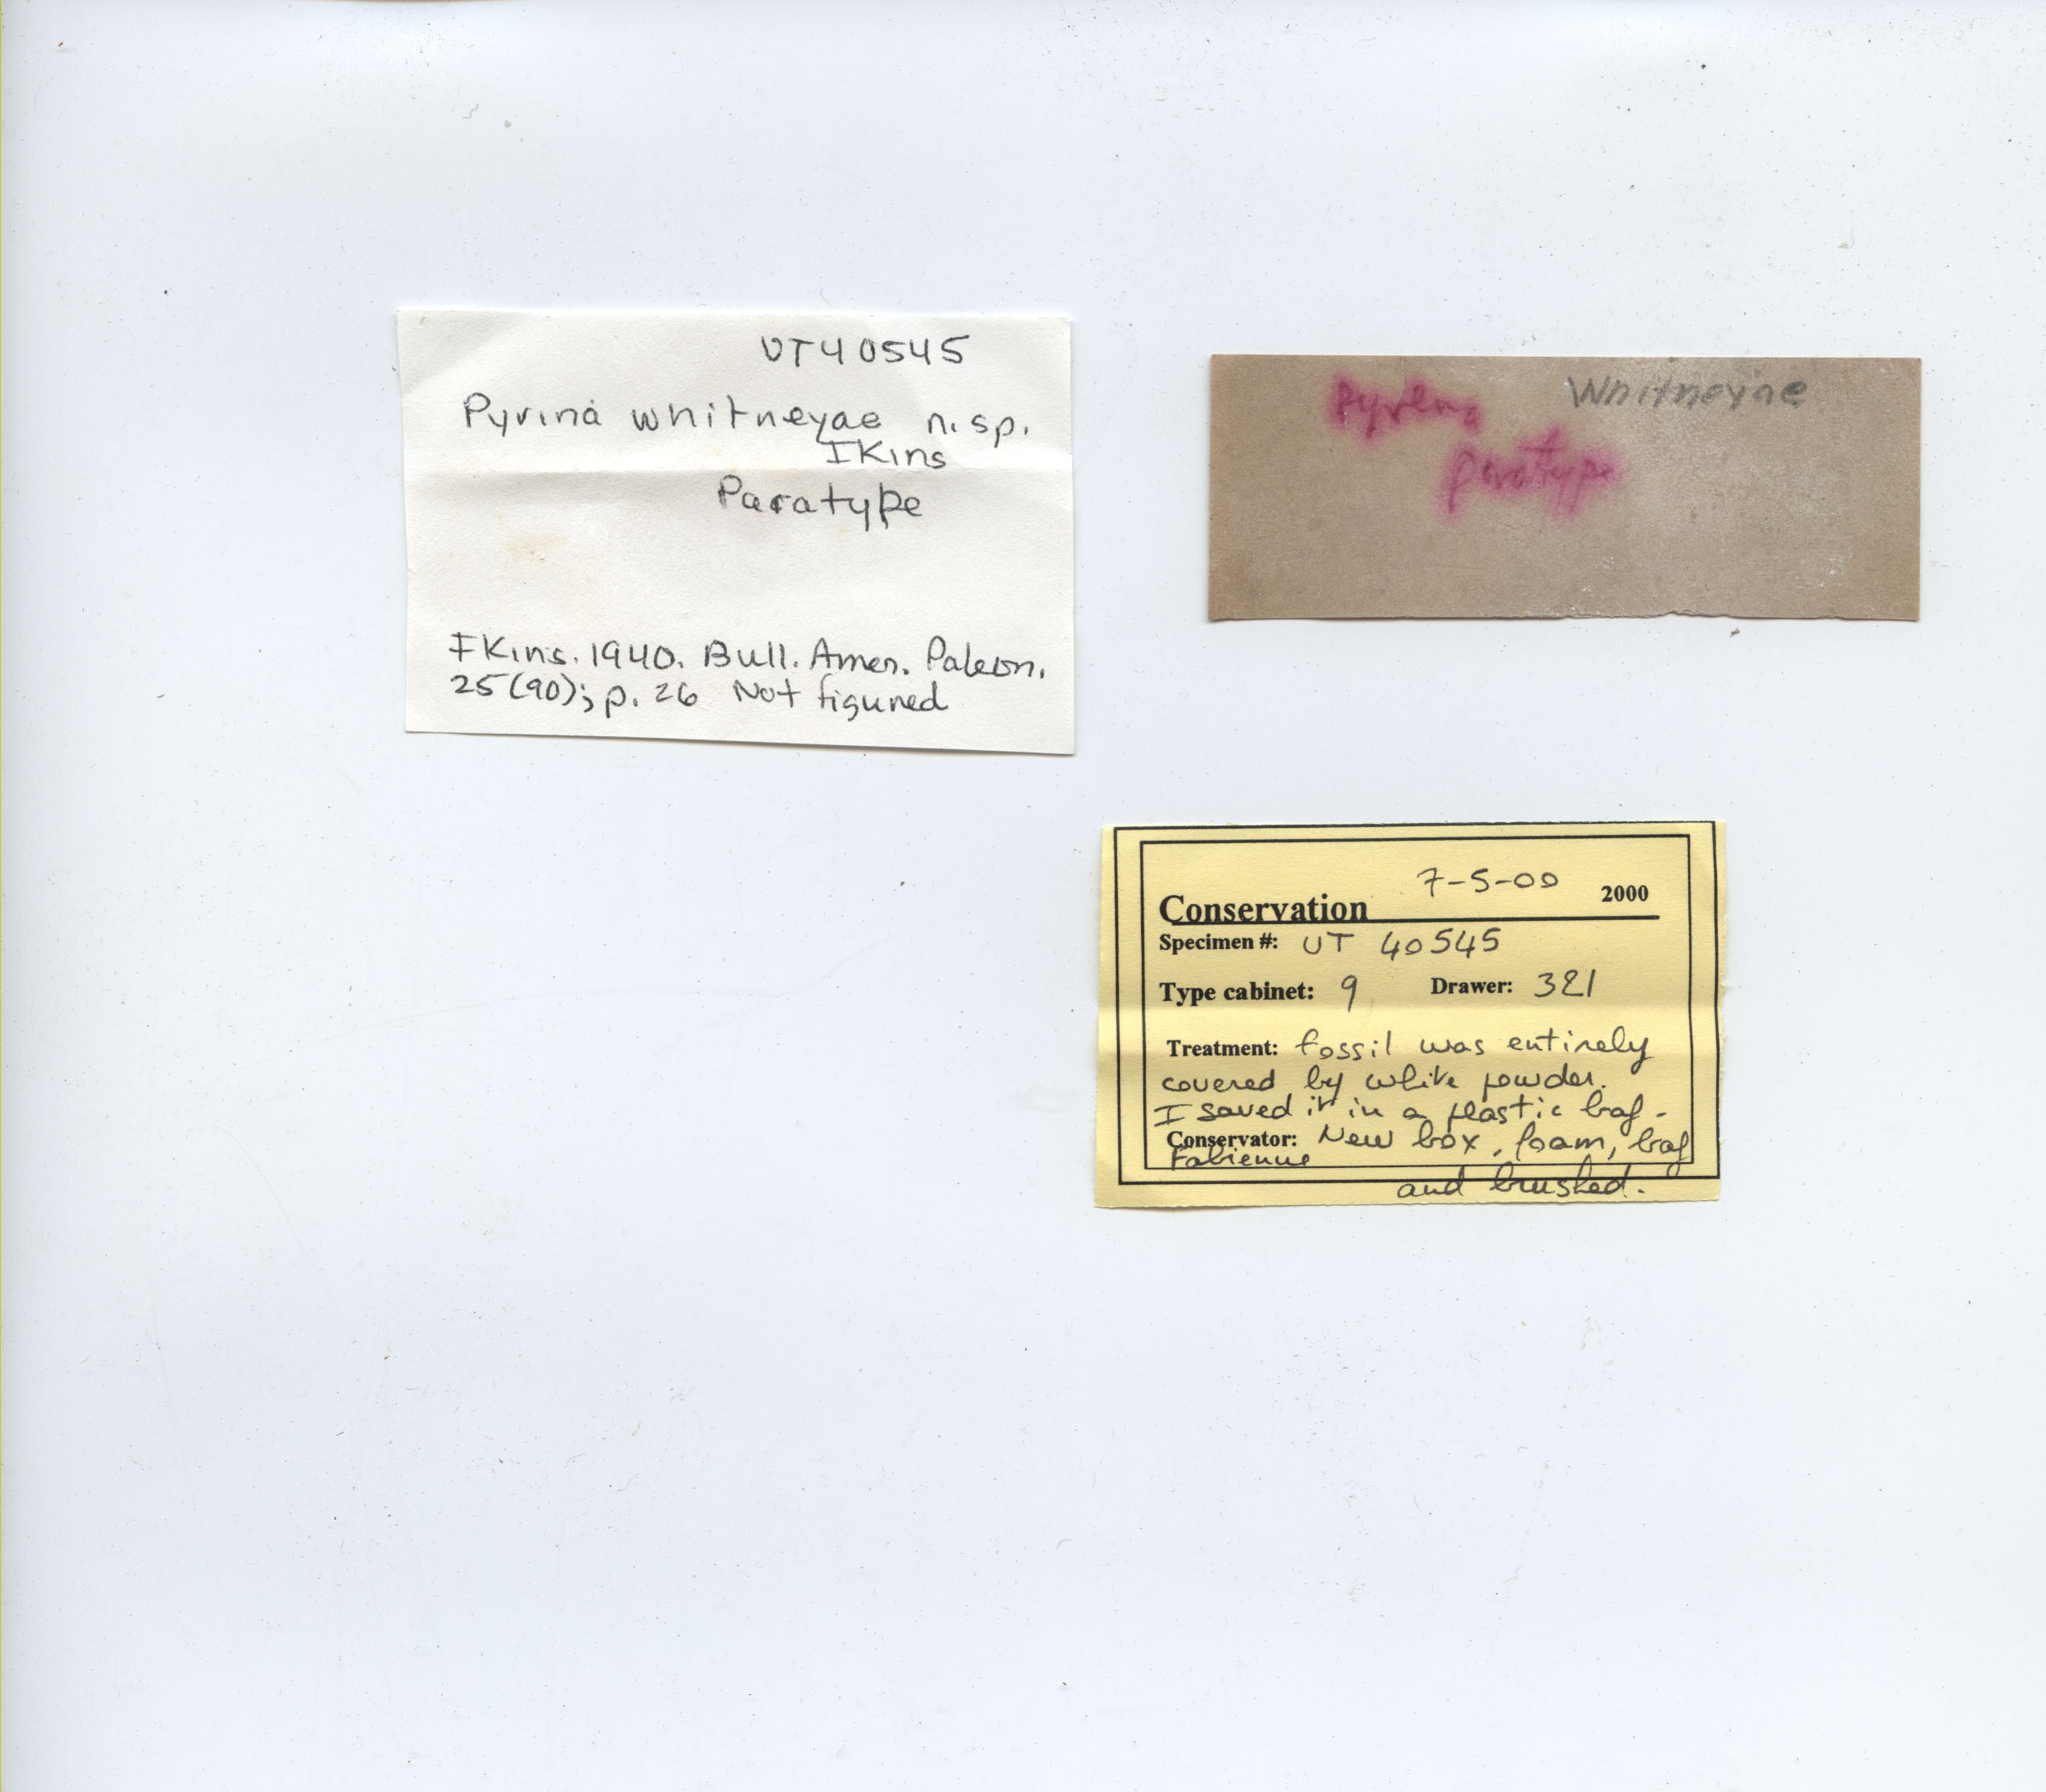 UT40545
Pyrina whitneyae n.sp.
Ikins
Paratype
Ikins. 1940. Bull. Amer. Paleon.
25(90); p. 26 Not figured
Pyrena Whitneyae
paratype
7-5-00
Conservation 2000
Specimen #: UT 40545
Type cabinet: 9 Drawer: 321
Treatment: fossil was entirely
covered by white powder.
I saved it in a plastic bag.
Conservator: New box, foam, bag
Fabienne
and brushed.